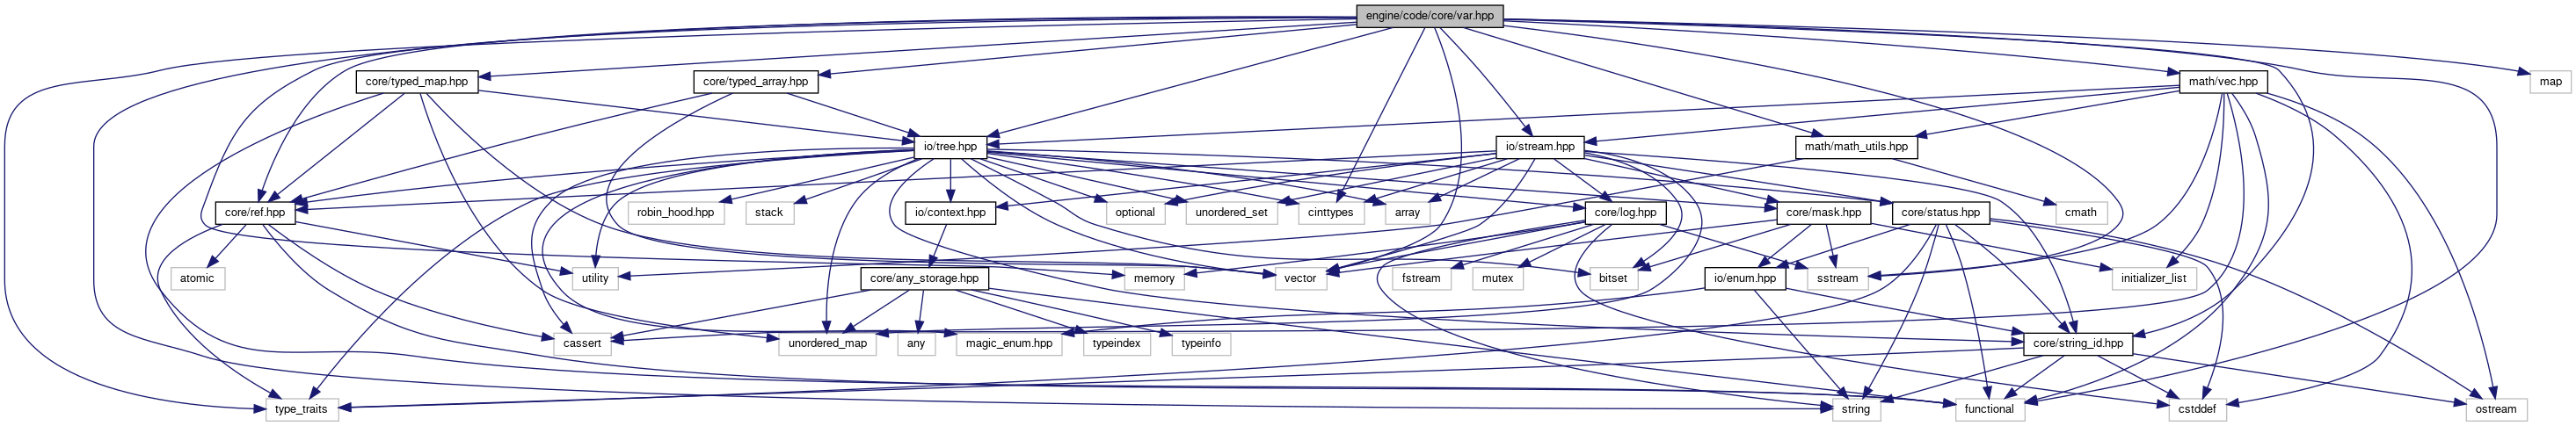 engine/code/core/var.hpp
core/typed_map.hpp
core/typed_array.hpp
math/vec.hpp
map
io/tree.hpp
io/stream.hpp
math/math_utils.hpp
core/ref.hpp
robin_hood.hpp
stack
io/context.hpp
optional
unordered_set
cinttypes
array
core/log.hpp
core/mask.hpp
core/status.hpp
cmath
atomic
utility
core/any_storage.hpp
memory
vector
fstream
mutex
bitset
sstream
io/enum.hpp
initializer_list
cassert
unordered_map
any
magic_enum.hpp
typeindex
typeinfo
core/string_id.hpp
type_traits
string
functional
cstddef
ostream